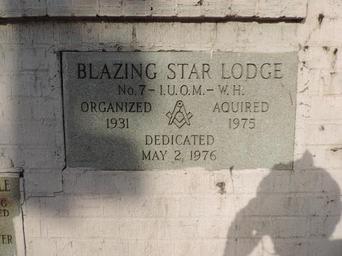 BLAZING STAR LODGE
No. 7 - I.U.O.M. - W.H.
ORGANIZED AQUIRED
1931 1975
DEDICATED
MAY 2, 1976